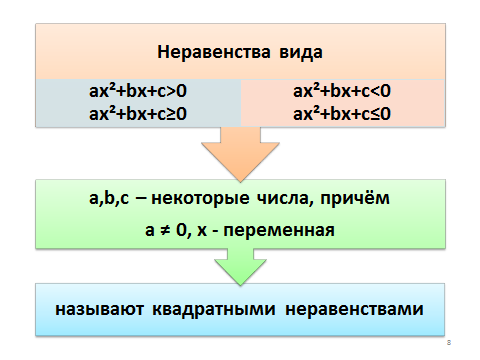 Неравенства вида
ax²+bx+c>0
ax²+bx+c<0
ax²+bx+c≥0
ax²+bx+c≤0
a,b,c – некоторые числа, причём
a ≠ 0, x - переменная
называют квадратными неравенствами
8